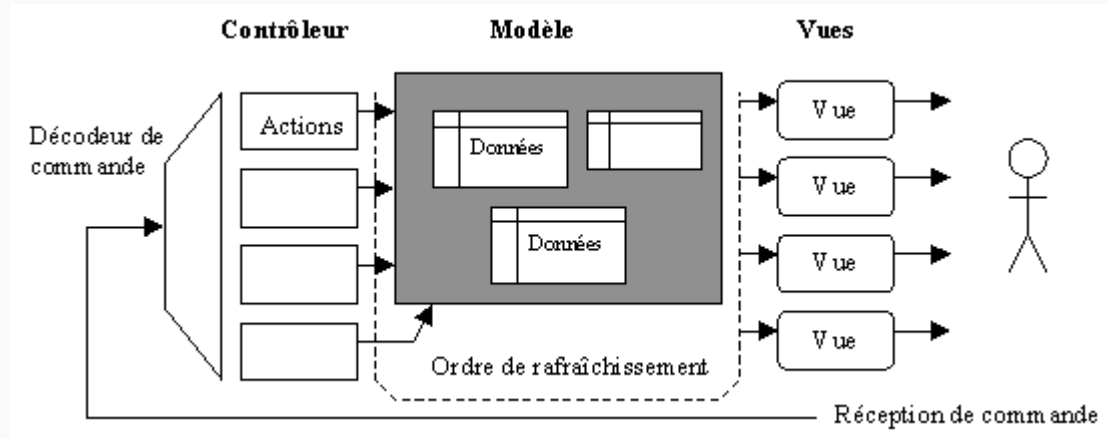 Contrôleur
Modèle
Vues
Décodeur de
commande
Actions
Données
Données
Vue
Vue
Vue
Vue
Ordre de rafraîchissement
Réception de commande